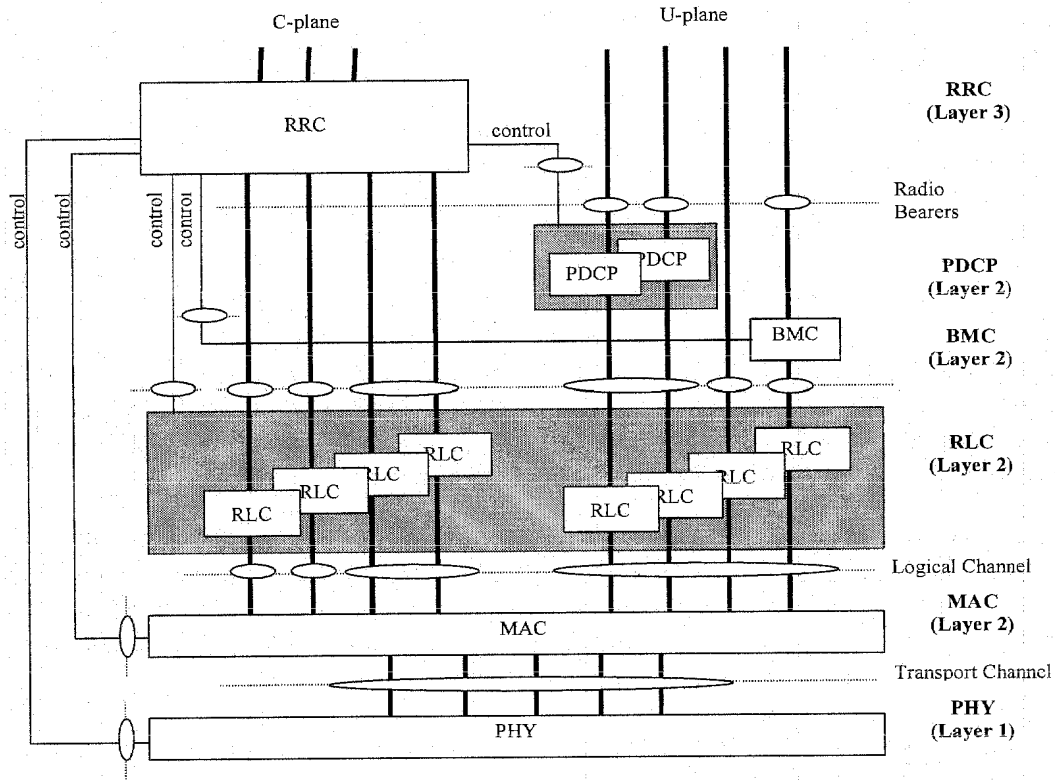 C-plane
U-plane
RRC
RRC
(Layer 3)
control
control
control
control
control
Radio
Bearers
PDCP
PDCP
PDCP
(Layer 2)
BMC
BMC
(Layer 2)
RLC
RLC
RLC
RLC
RLC
RLC
RLC
RLC
RLC
(Layer 2)
Logical Channel
MAC
MAC
(Layer 2)
Transport Channel
PHY
PHY
(Layer 1)